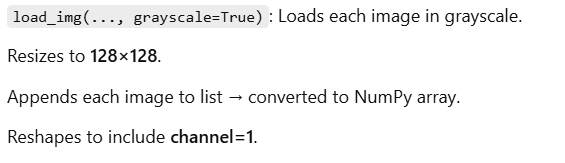 load_img(..., grayscale=True) : Loads each image in grayscale.
Resizes to 128×128.
Appends each image to list → converted to NumPy array.
Reshapes to include channel=1.